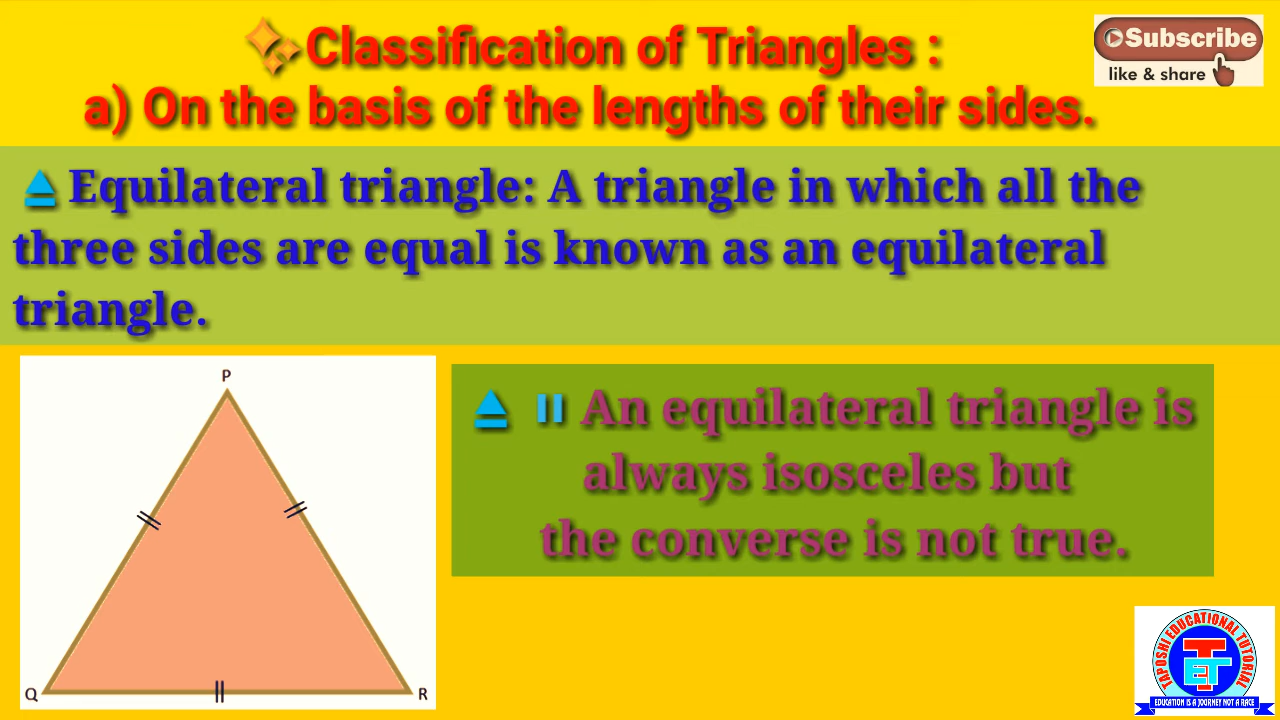 Classification of Triangles :
a) On the basis of the lengths of their sides.
Subscribe
like & share
Equilateral triangle: A triangle in which all the
three sides are equal is known as an equilateral
triangle.
P
Q
R
An equilateral triangle is
always isosceles but
the converse is not true.
TAPOSHI EDUCATIONAL TUTORIAL
TET
EDUCATION IS A JOURNEY NOT A RACE